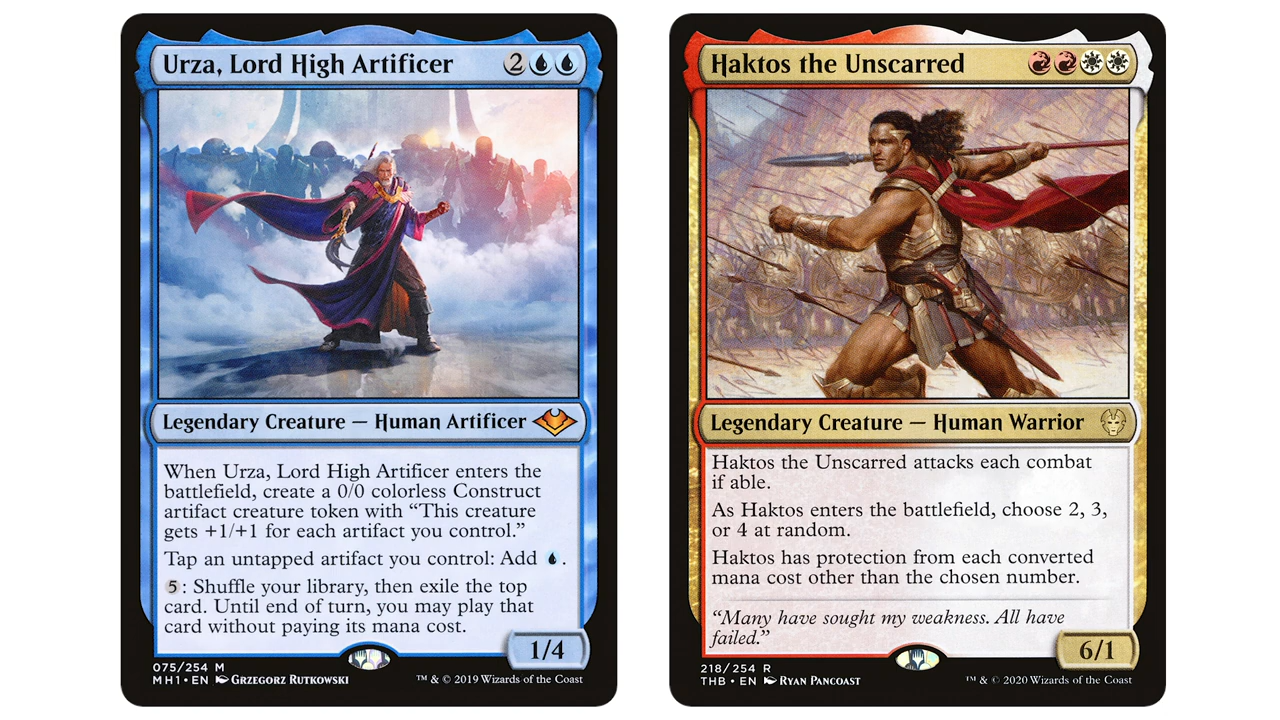 Urza, Lord High Artificer 2
Legendary Creature — Human Artificer
When Urza, Lord High Artificer enters the
battlefield, create a 0/0 colorless Construct
artifact creature token with “This creature
gets +1/+1 for each artifact you control.”
Tap an untapped artifact you control: Add .
5: Shuffle your library, then exile the top
card. Until end of turn, you may play that
card without paying its mana cost.
1/4
075/254 M
MH1 • EN Grzegorz Rutkowski
™ & © 2019 Wizards of the Coast
Haktos the Unscarred
Legendary Creature — Human Warrior
Haktos the Unscarred attacks each combat
if able.
As Haktos enters the battlefield, choose 2, 3,
or 4 at random.
Haktos has protection from each converted
mana cost other than the chosen number.
“Many have sought my weakness. All have
failed.”
6/1
218/254 R
THB • EN Ryan Pancoast
™ & © 2020 Wizards of the Coast